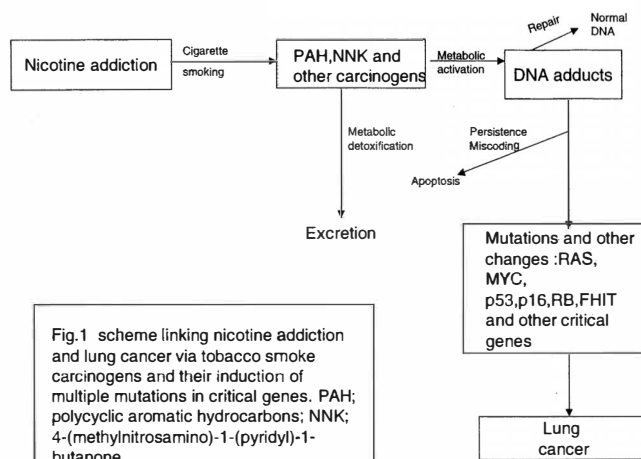 Nicotine addiction
Cigarette
smoking
PAH,NNK and
other carcinogens
Metabolic
activation
DNA adducts
Repair
Normal
DNA
Metabolic
detoxification
Excretion
Persistence
Miscoding
Apoptosis
Mutations and other
changes :RAS,
MYC,
p53,p16,RB,FHIT
and other critical
genes
Lung
cancer
Fig.1 scheme linking nicotine addiction
and lung cancer via tobacco smoke
carcinogens and their induction of
multiple mutations in critical genes. PAH;
polycyclic aromatic hydrocarbons; NNK;
4-(methylnitrosamino)-1-(pyridyl)-1-
butanone